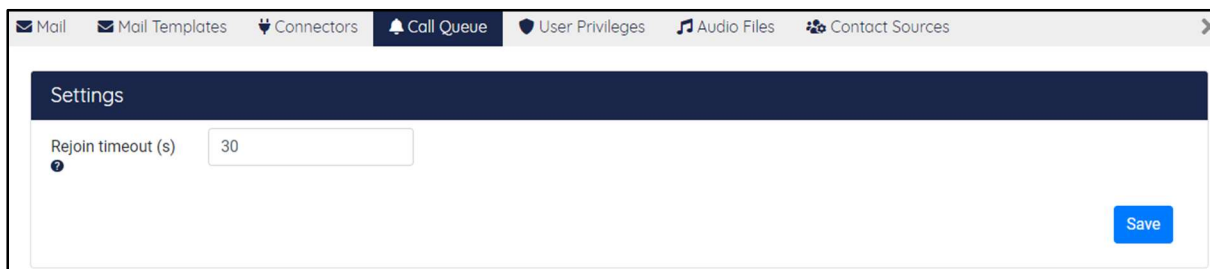 Mail Mail Templates Connectors Call Queue User Privileges Audio Files Contact Sources
Settings
Rejoin timeout (s) 30
Save